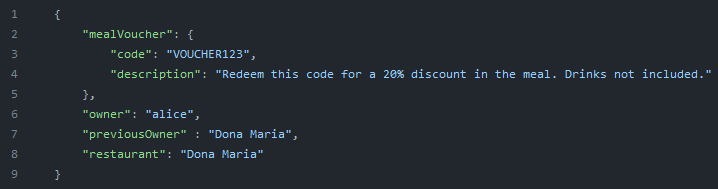 1 {
2 "mealVoucher": {
3 "code": "VOUCHER123",
4 "description": "Redeem this code for a 20% discount in the meal. Drinks not included."
5 },
6 "owner": "alice",
7 "previousOwner" : "Dona Maria",
8 "restaurant": "Dona Maria"
9 }